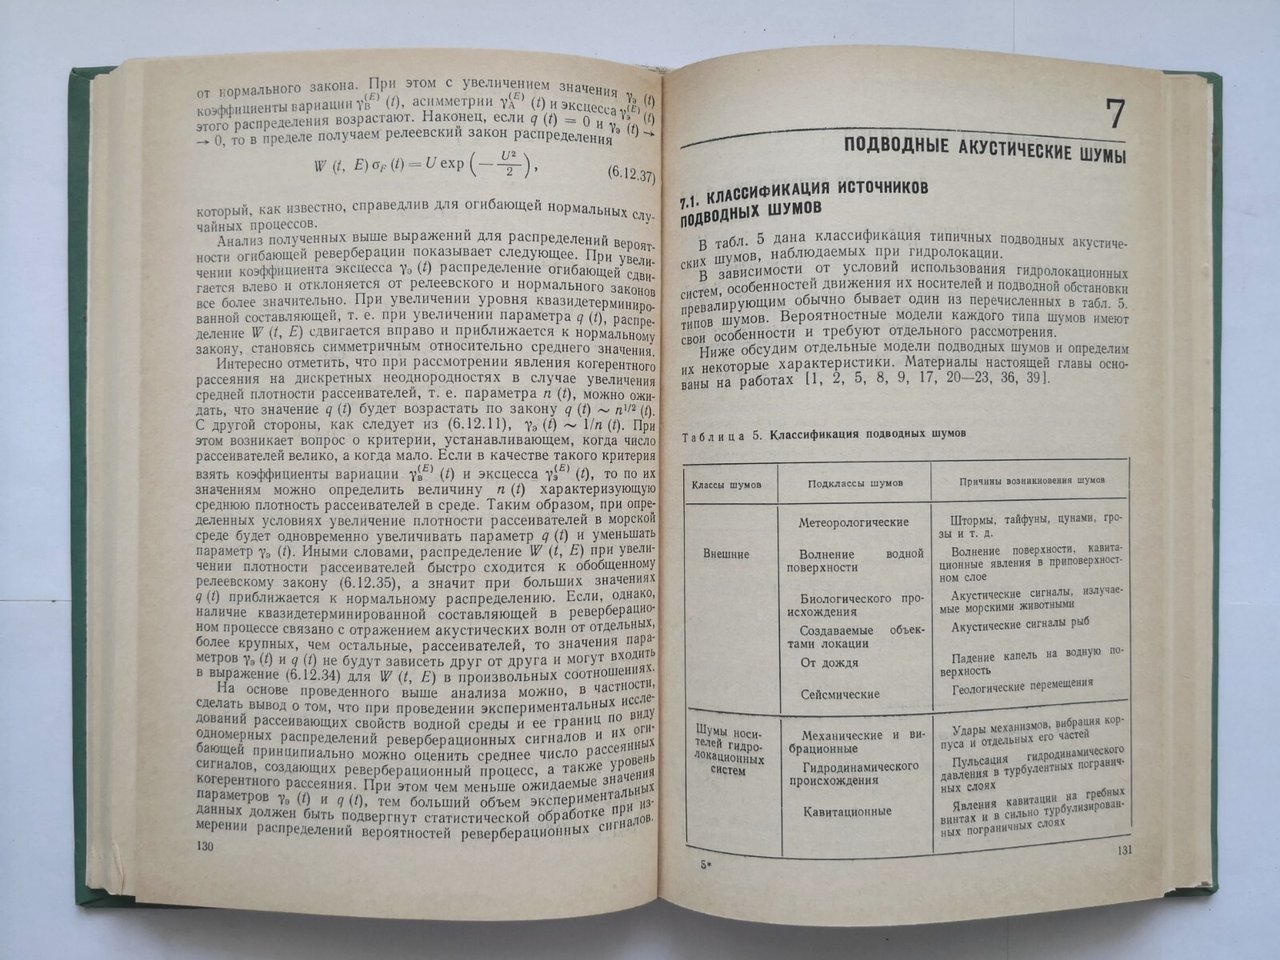 от нормального закона. При этом с увеличением значения γэ (t)
коэффициенты вариации γв(E) (t), асимметрии γА(E) (t) и эксцесса γэ(E) (t)
этого распределения возрастают. Наконец, если q (t) = 0 и γэ (t) →
→ 0, то в пределе получаем релеевский закон распределения
W (t, E) σF (t) = U exp (− U²/2), (6.12.37)
который, как известно, справедлив для огибающей нормальных слу-
чайных процессов.
Анализ полученных выше выражений для распределений вероят-
ности огибающей реверберации показывает следующее. При увели-
чении коэффициента эксцесса γэ (t) распределение огибающей сдви-
гается влево и отклоняется от релеевского и нормального законов
все более значительно. При увеличении уровня квазидетерминиро-
ванной составляющей, т. е. при увеличении параметра q (t), распре-
деление W (t, E) сдвигается вправо и приближается к нормальному
закону, становясь симметричным относительно среднего значения.
Интересно отметить, что при рассмотрении явления когерентного
рассеяния на дискретных неоднородностях в случае увеличения
средней плотности рассеивателей, т. е. параметра n (t), можно ожи-
дать, что значение q (t) будет возрастать по закону q (t) ~ n1/2 (t).
С другой стороны, как следует из (6.12.11), γэ (t) ~ 1/n (t). При
этом возникает вопрос о критерии, устанавливающем, когда число
рассеивателей велико, а когда мало. Если в качестве такого критерия
взять коэффициенты вариации γв(E) (t) и эксцесса γэ(E) (t), то по их
значениям можно определить величину n (t) характеризующую
среднюю плотность рассеивателей в среде. Таким образом, при опре-
деленных условиях увеличение плотности рассеивателей в морской
среде будет одновременно увеличивать параметр q (t) и уменьшать
параметр γэ (t). Иными словами, распределение W (t, E) при увели-
чении плотности рассеивателей быстро сходится к обобщенному
релеевскому закону (6.12.35), а значит при больших значениях
q (t) приближается к нормальному распределению. Если, однако,
наличие квазидетерминированной составляющей в реверберацио-
ном процессе связано с отражением акустических волн от отдельных,
более крупных, чем остальные, рассеивателей, то значения пара-
метров γэ (t) и q (t) не будут зависеть друг от друга и могут входить
в выражение (6.12.34) для W (t, E) в произвольных соотношениях.
На основе проведенного выше анализа можно, в частности,
сделать вывод о том, что при проведении экспериментальных иссле-
дований рассеивающих свойств водной среды и ее границ по виду
одномерных распределений реверберационных сигналов и их оги-
бающей принципиально можно оценить среднее число рассеянных
сигналов, создающих реверберационный процесс, а также уровень
когерентного рассеяния. При этом чем меньше ожидаемые значения
параметров γэ (t) и q (t), тем больший объем экспериментальных
данных должен быть подвергнут статистической обработке при из-
мерении распределений вероятностей реверберационных сигналов.
130
7
ПОДВОДНЫЕ АКУСТИЧЕСКИЕ ШУМЫ
7.1. КЛАССИФИКАЦИЯ ИСТОЧНИКОВ
ПОДВОДНЫХ ШУМОВ
В табл. 5 дана классификация типичных подводных акустиче-
ских шумов, наблюдаемых при гидролокации.
В зависимости от условий использования гидролокационных
систем, особенностей движения их носителей и подводной обстановки
превалирующим обычно бывает один из перечисленных в табл. 5.
типов шумов. Вероятностные модели каждого типа шумов имеют
свои особенности и требуют отдельного рассмотрения.
Ниже обсудим отдельные модели подводных шумов и определим
их некоторые характеристики. Материалы настоящей главы осно-
ваны на работах [1, 2, 5, 8, 9, 17, 20—23, 36, 39].
Таблица 5. Классификация подводных шумов
Классы шумов Подклассы шумов Причины возникновения шумов
Внешние
Метеорологические
Штормы, тайфуны, цунами, гро-
зы и т. д.
Волнение водной
поверхности
Волнение поверхности, кавита-
ционные явления в приповерхност-
ном слое
Биологического про-
исхождения
Акустические сигналы, излучае-
мые морскими животными
Создаваемые объек-
тами локации
Акустические сигналы рыб
От дождя
Падение капель на водную по-
верхность
Сейсмические
Геологические перемещения
Шумы носи-
телей гидро-
локационных
систем
Механические и ви-
брационные
Удары механизмов, вибрация кор-
пуса и отдельных его частей
Гидродинамического
происхождения
Пульсация гидродинамического
давления в турбулентных погранич-
ных слоях
Кавитационные
Явления кавитации на гребных
винтах и в сильно турбулизирован-
ных пограничных слоях
5*
131